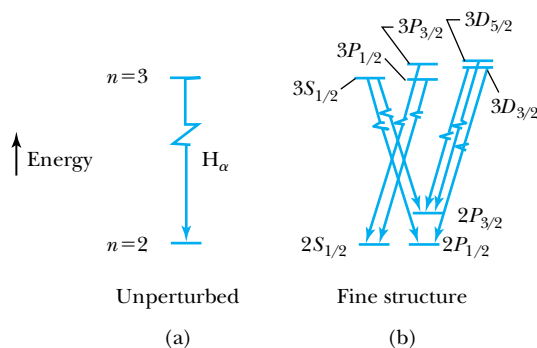 n=3
Energy
Hα
n=2
Unperturbed
(a)
3P3/2
3D5/2
3P1/2
3S1/2
3D3/2
2P3/2
2S1/2
2P1/2
Fine structure
(b)